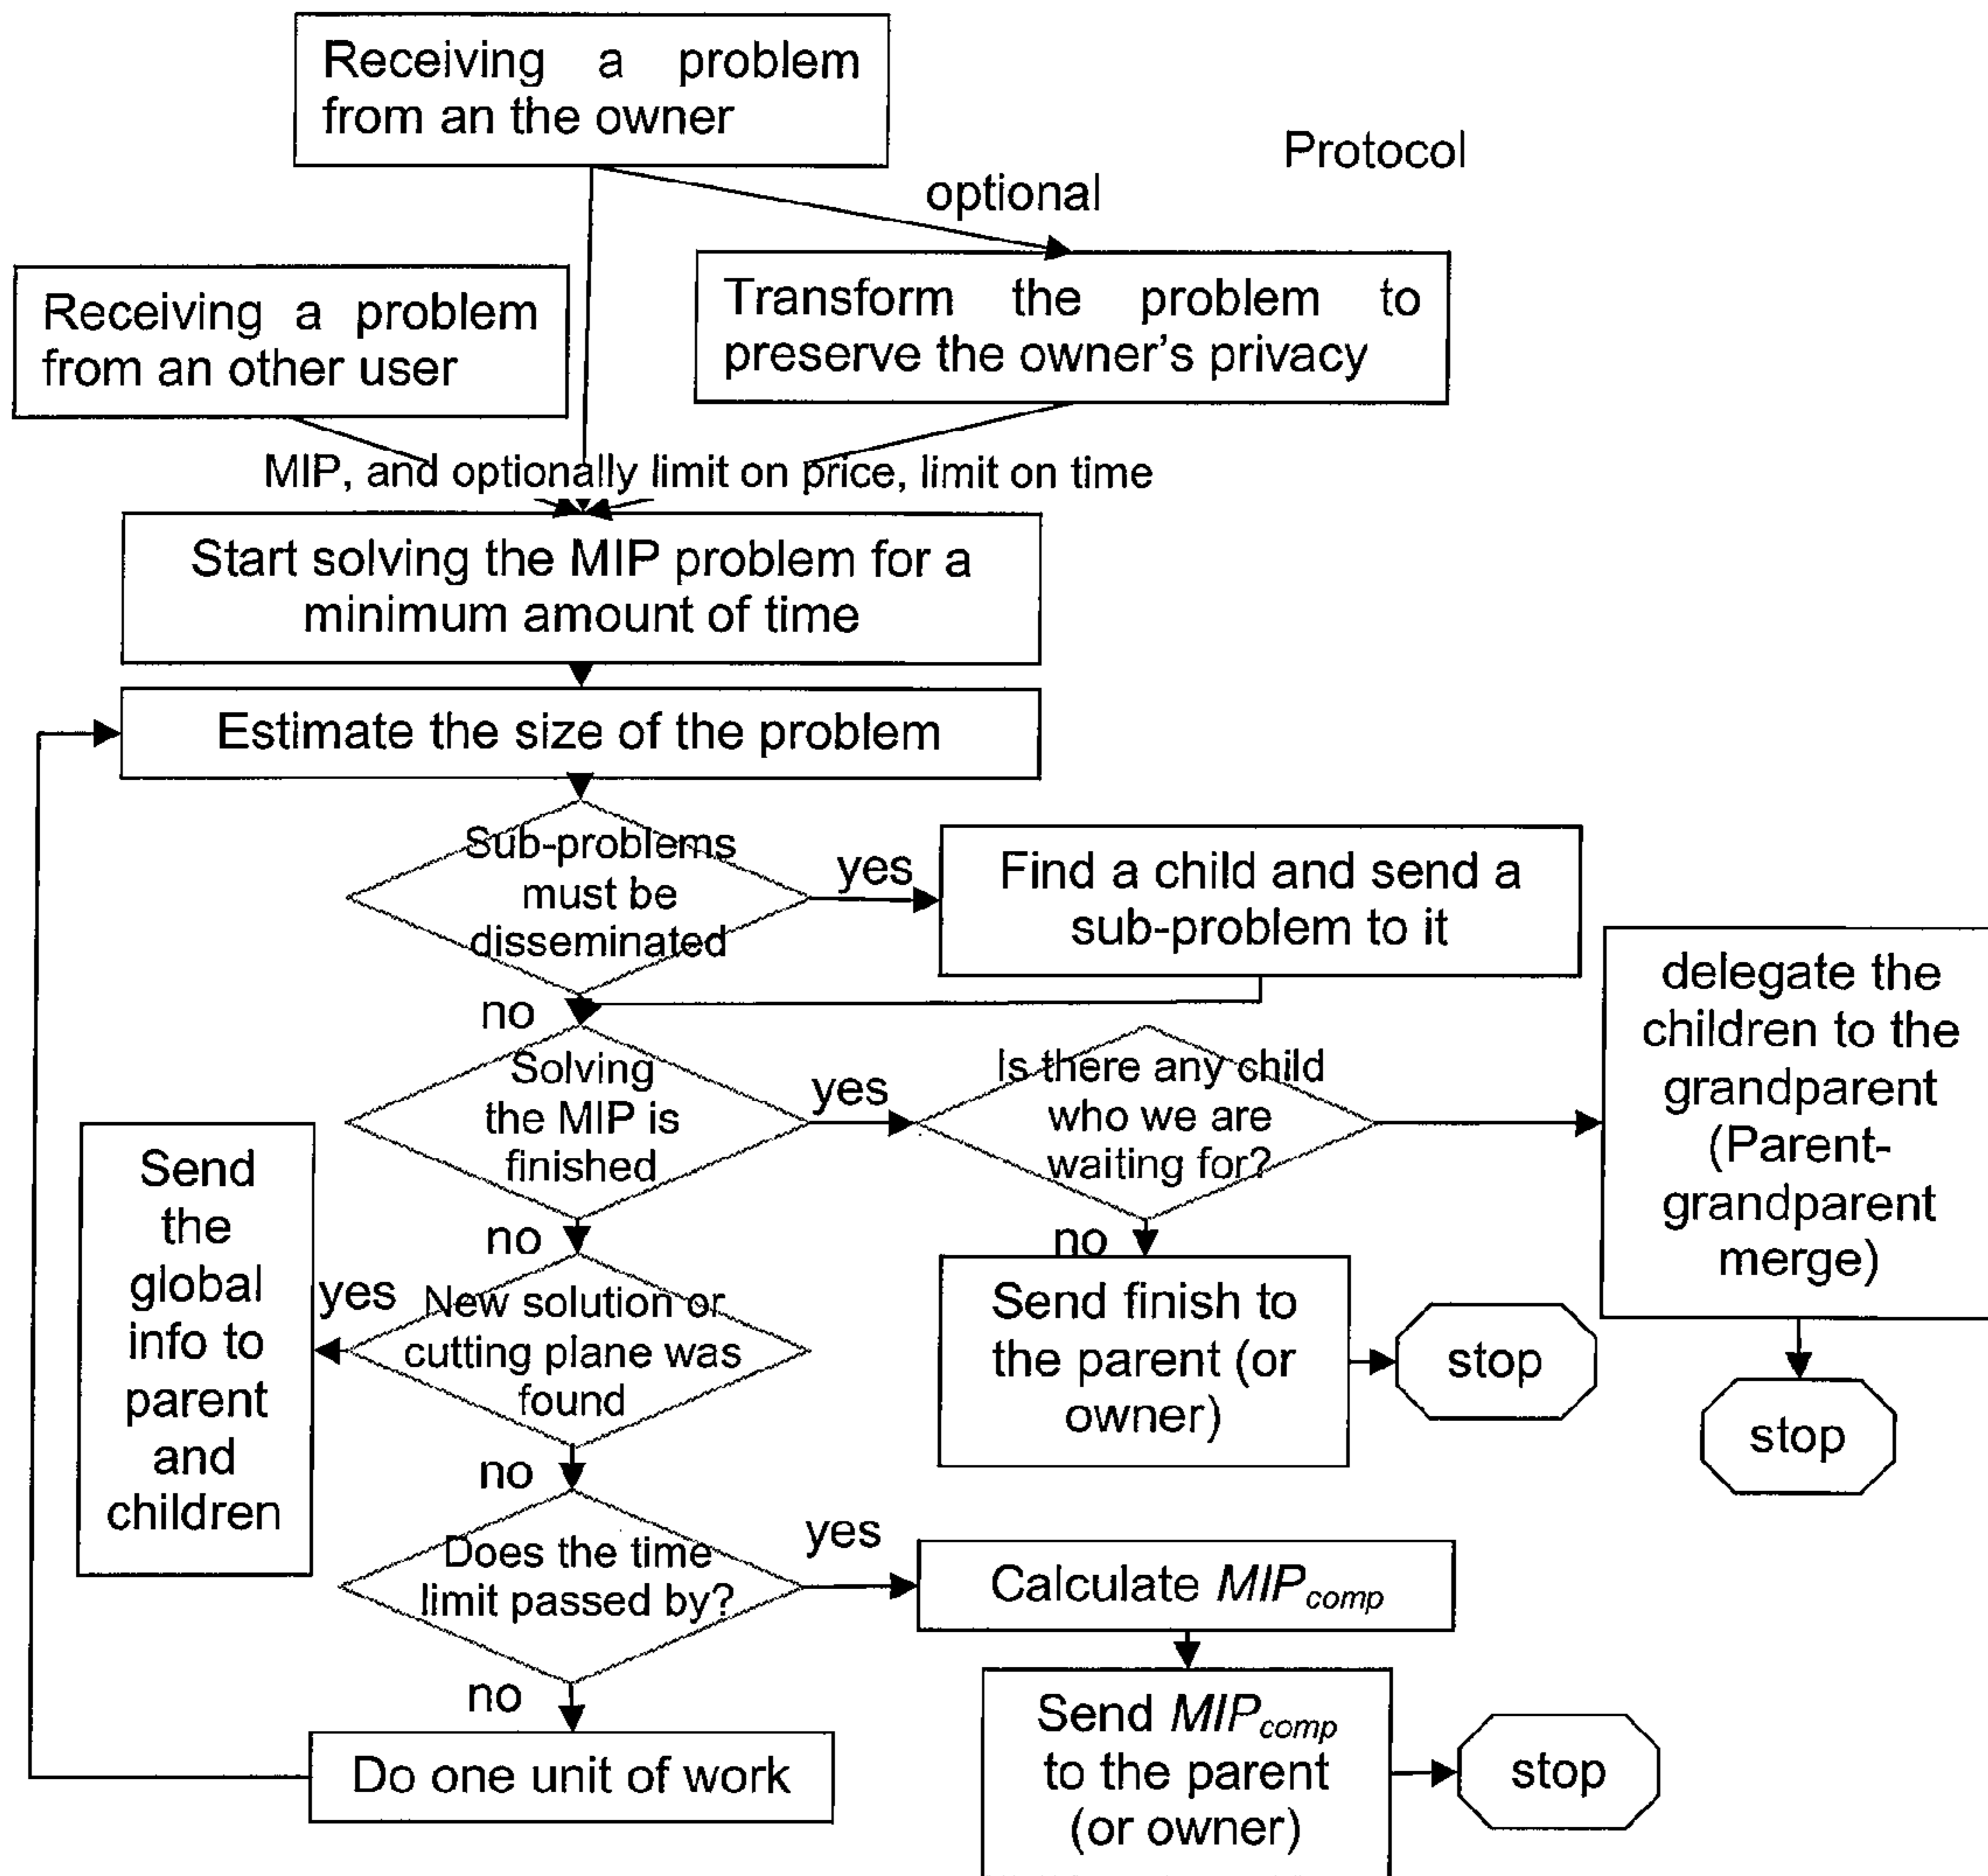 Receiving a problem
from an the owner
Protocol
optional
Receiving a problem
from an other user
Transform the problem to
preserve the owner's privacy
MIP, and optionally limit on price, limit on time
Start solving the MIP problem for a
minimum amount of time
Estimate the size of the problem
Sub-problems
must be
disseminated
yes
Find a child and send a
sub-problem to it
no
delegate the
children to the
grandparent
(Parent-
grandparent
merge)
stop
Solving
the MIP is
finished
yes
Is there any child
who we are
waiting for?
no
Send finish to
the parent (or
owner)
stop
no
New solution or
cutting plane was
found
yes
Send
the
global
info to
parent
and
children
no
Does the time
limit passed by?
yes
Calculate MIPcomp
Send MIPcomp
to the parent
(or owner)
stop
no
Do one unit of work